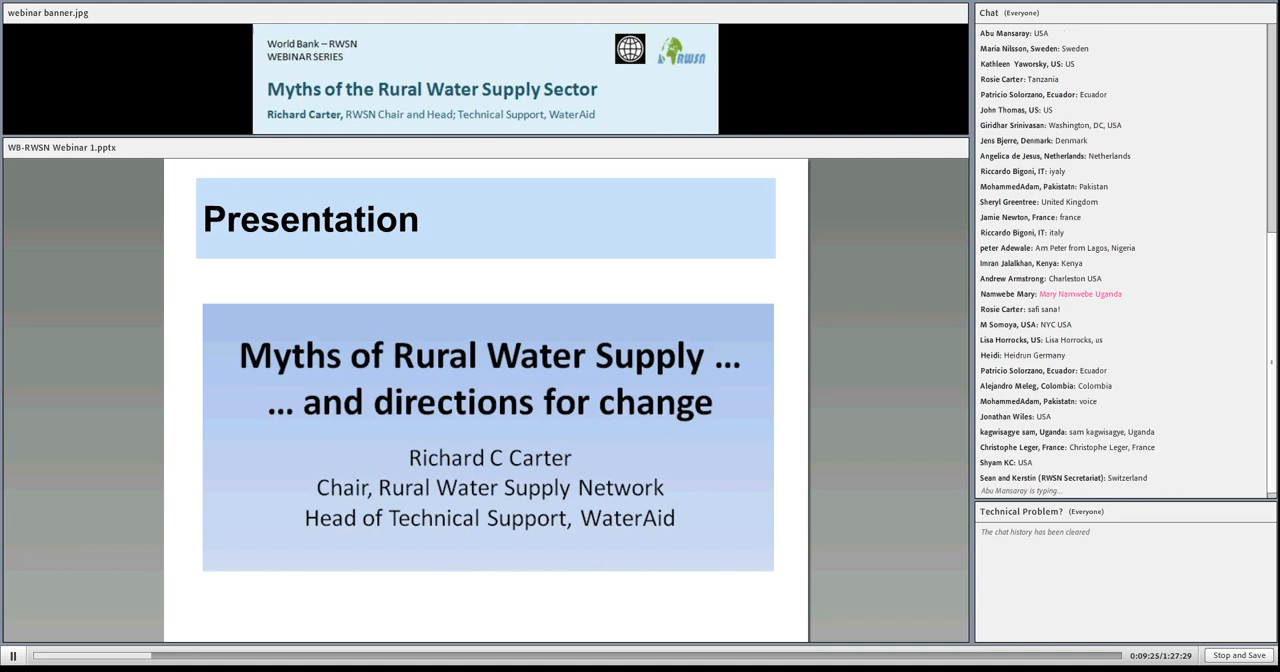 webinar banner.jpg
World Bank – RWSN
WEBINAR SERIES
RWSN
Myths of the Rural Water Supply Sector
Richard Carter, RWSN Chair and Head; Technical Support, WaterAid
WB-RWSN Webinar 1.pptx
Presentation
Myths of Rural Water Supply ...
... and directions for change
Richard C Carter
Chair, Rural Water Supply Network
Head of Technical Support, WaterAid
Chat (Everyone)
Abu Mansaray: USA
Maria Nilsson, Sweden: Sweden
Kathleen Yaworsky, US: US
Rosie Carter: Tanzania
Patricio Solorzano, Ecuador: Ecuador
John Thomas, US: US
Giridhar Srinivasan: Washington, DC, USA
Jens Bjerre, Denmark: Denmark
Angelica de Jesus, Netherlands: Netherlands
Riccardo Bigoni, IT: iyaly
MohammedAdam, Pakistatn: Pakistan
Sheryl Greentree: United Kingdom
Jamie Newton, France: france
Riccardo Bigoni, IT: italy
peter Adewale: Am Peter from Lagos, Nigeria
Imran Jalalkhan, Kenya: Kenya
Andrew Armstrong: Charleston USA
Namwebe Mary: Mary Namwebe Uganda
Rosie Carter: safi sana!
M Somoya, USA: NYC USA
Lisa Horrocks, US: Lisa Horrocks, us
Heidi: Heidrun Germany
Patricio Solorzano, Ecuador: Ecuador
Alejandro Meleg, Colombia: Colombia
MohammedAdam, Pakistatn: voice
Jonathan Wiles: USA
kagwisagye sam, Uganda: sam kagwisagye, Uganda
Christophe Leger, France: Christophe Leger, France
Shyam KC: USA
Sean and Kerstin (RWSN Secretariat): Switzerland
Abu Mansaray is typing...
Technical Problem? (Everyone)
The chat history has been cleared
0:09:25/1:27:29
Stop and Save